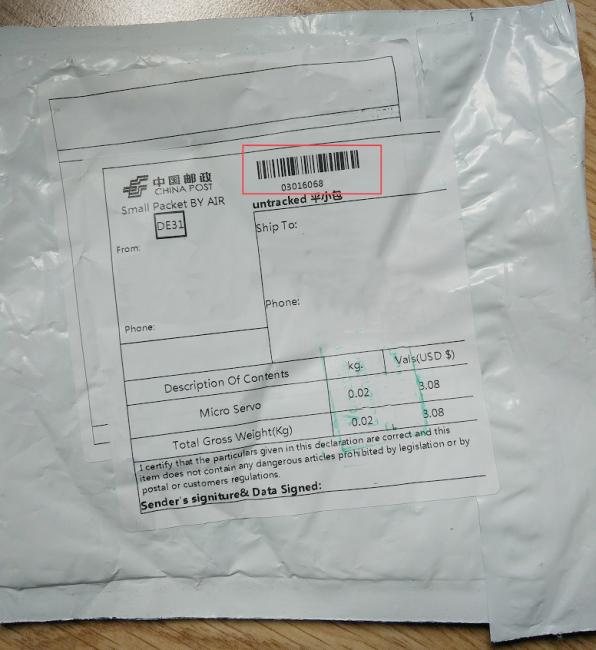 中国邮政
CHINA POST
Small Packet BY AIR
DE31
03016068
untracked 平小包
From:
Ship To:
Phone:
Phone:
Description Of Contents kg. Vals(USD $)
Micro Servo 0.02 3.08
Total Gross Weight(Kg) 0.02 3.08
I certify that the particulars given in this declaration are correct and this
item does not contain any dangerous articles prohibited by legislation or by
postal or customers regulations.
Sender's signiture& Data Signed: